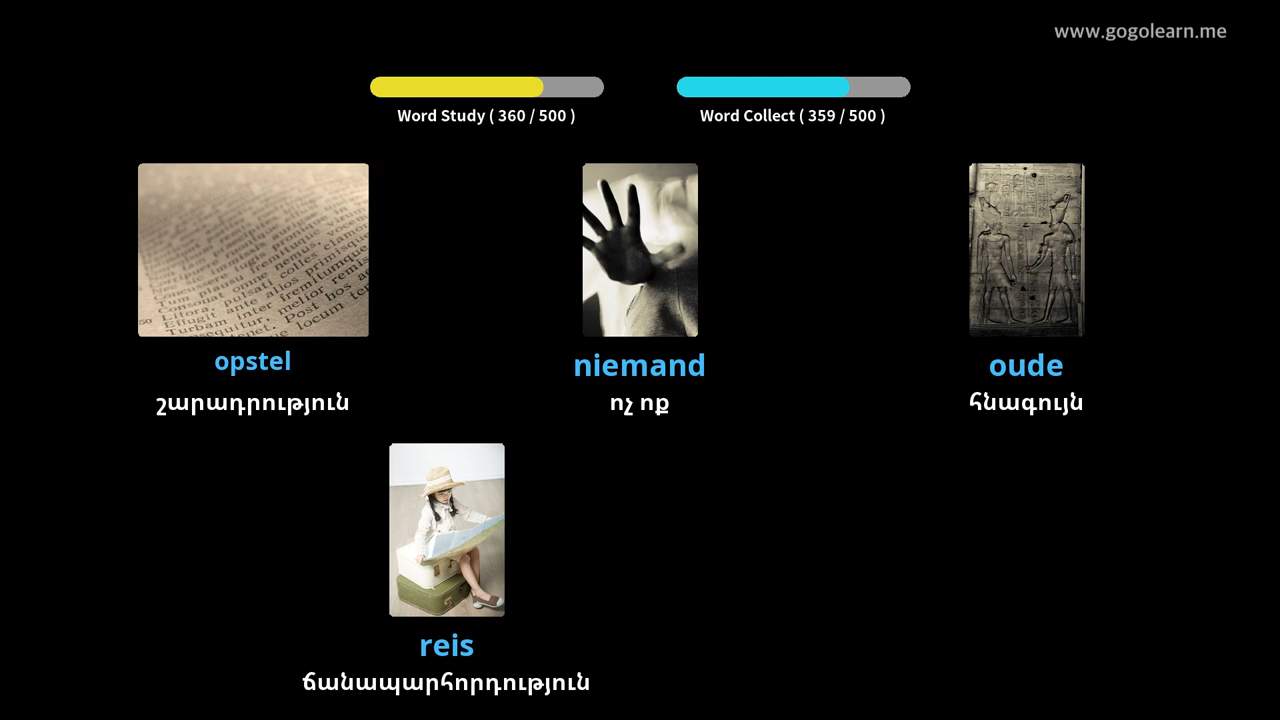 www.gogolearn.me
Word Study ( 360 / 500 )
Word Collect ( 359 / 500 )
opstel
շարադրություն
niemand
ոչ ոք
oude
հնագույն
reis
ճանապարհորդություն